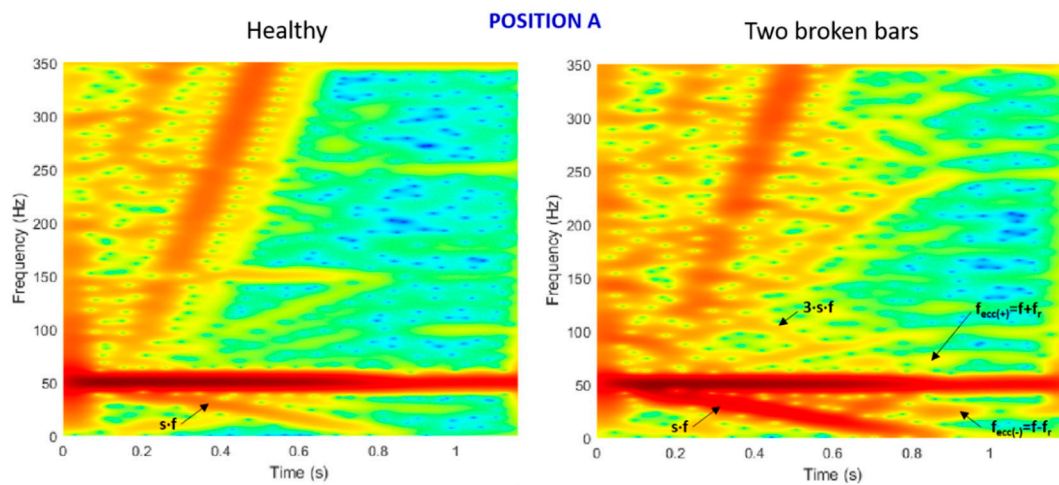 POSITION A
Healthy
Two broken bars
350
300
250
200
150
100
50
0
Frequency (Hz)
s·f
0
0.2
0.4
0.6
0.8
1
Time (s)
350
300
250
200
150
100
50
0
Frequency (Hz)
3·s·f
fecc(+)=f+fr
s·f
fecc(-)=f-fr
0
0.2
0.4
0.6
0.8
1
Time (s)